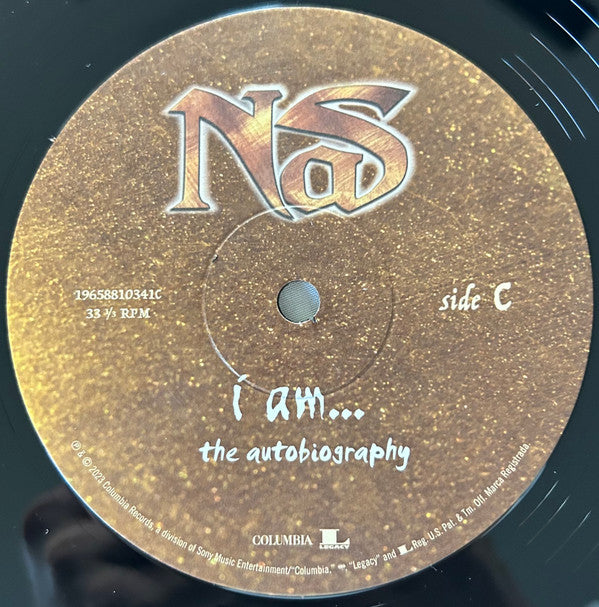 NaS
19658810341C
33 ⅓ RPM
side C
i am...
the autobiography
COLUMBIA L LEGACY
℗ & © 2023 Columbia Records, a division of Sony Music Entertainment/"Columbia," "Legacy" and L Reg. U.S. Pat. & Tm. Off. Marca Registrada.